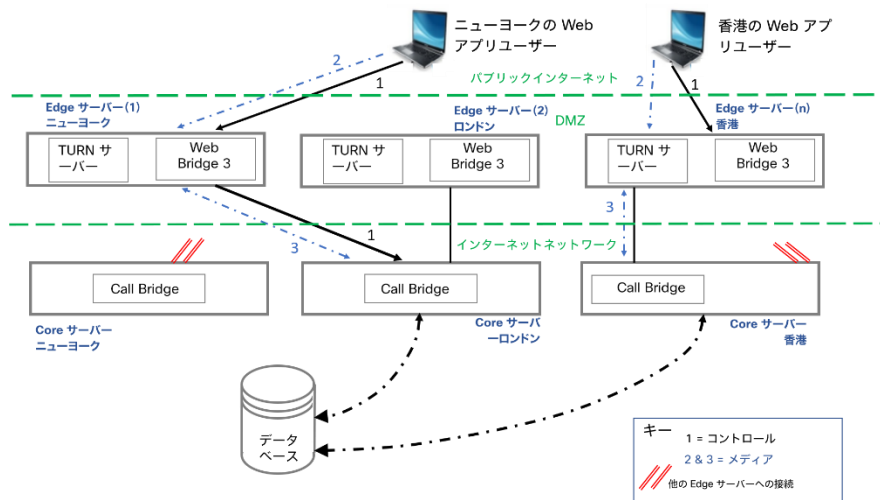 ニューヨークの Web
アプリユーザー
香港の Web アプ
リユーザー
2
1
パブリックインターネット
2
1
Edge サーバー(1)
ニューヨーク
Edge サーバー(2)
ロンドン
DMZ
Edge サーバー(n)
香港
TURN サ
ーバー
Web
Bridge 3
TURN サ
ーバー
Web
Bridge 3
TURN サ
ーバー
Web
Bridge 3
3
1
インターネットネットワーク
3
Call Bridge
Call Bridge
Call Bridge
Core サーバー
ニューヨーク
Core サーバ
ーロンドン
Core サーバー
香港
データ
ベース
キー
1 = コントロール
2 & 3 = メディア
他の Edge サーバーへの接続